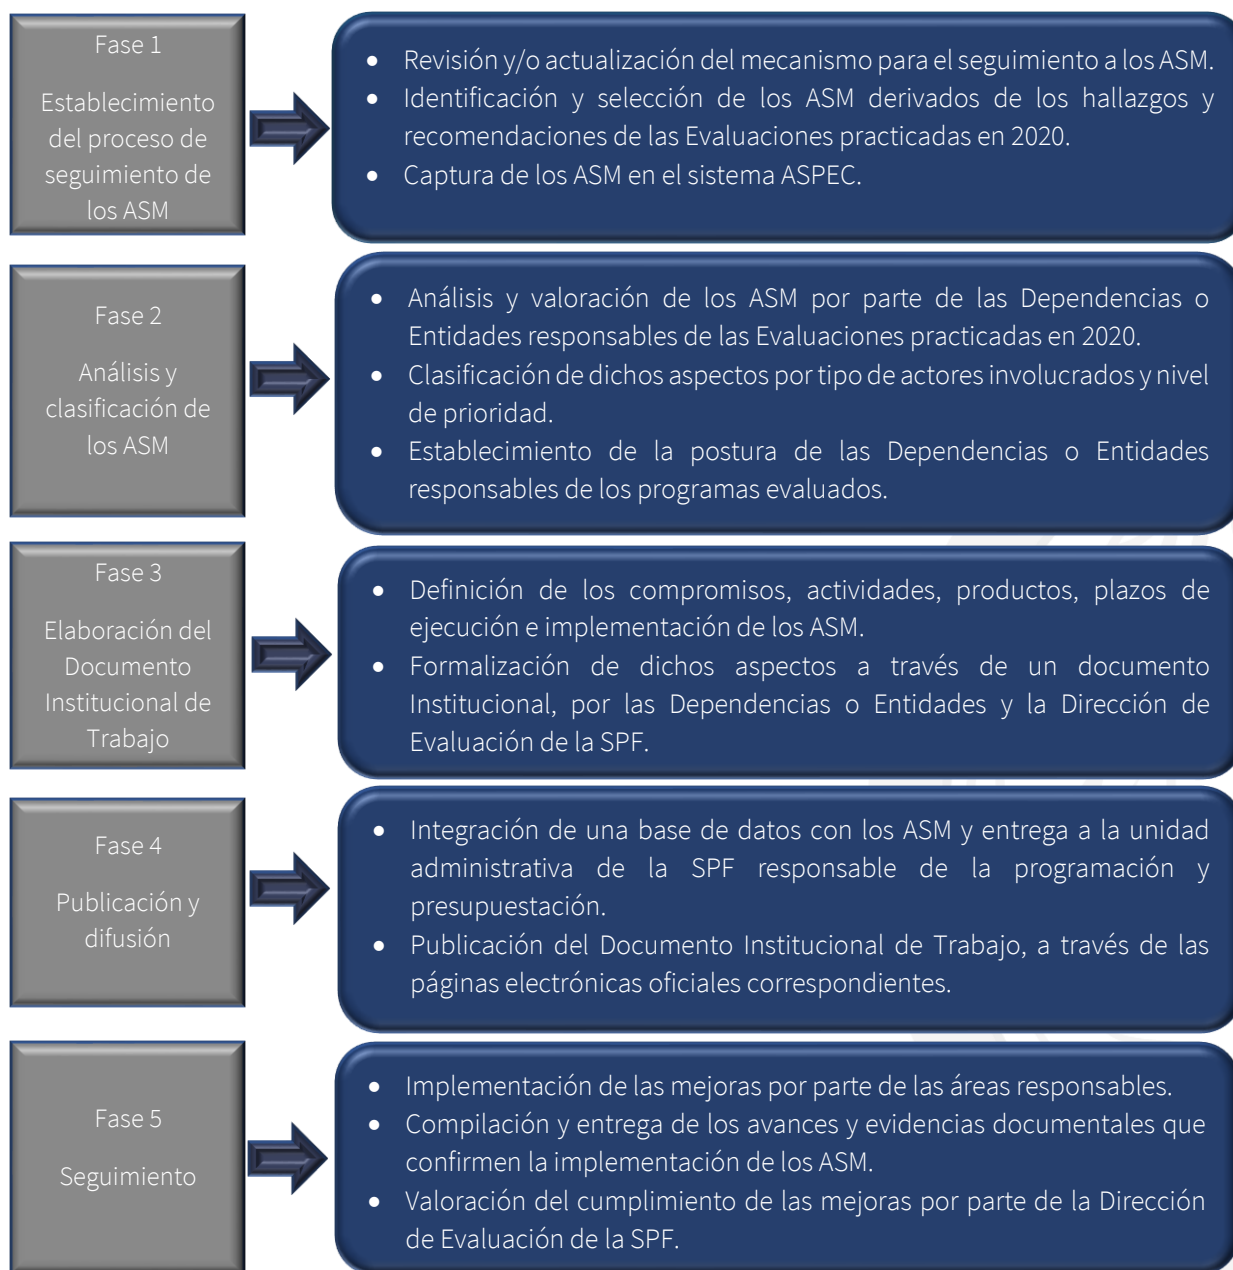 Fase 1
Establecimiento
del proceso de
seguimiento de
los ASM
• Revisión y/o actualización del mecanismo para el seguimiento a los ASM.
• Identificación y selección de los ASM derivados de los hallazgos y
recomendaciones de las Evaluaciones practicadas en 2020.
• Captura de los ASM en el sistema ASPEC.
Fase 2
Análisis y
clasificación de
los ASM
• Análisis y valoración de los ASM por parte de las Dependencias o
Entidades responsables de las Evaluaciones practicadas en 2020.
• Clasificación de dichos aspectos por tipo de actores involucrados y nivel
de prioridad.
• Establecimiento de la postura de las Dependencias o Entidades
responsables de los programas evaluados.
Fase 3
Elaboración del
Documento
Institucional de
Trabajo
• Definición de los compromisos, actividades, productos, plazos de
ejecución e implementación de los ASM.
• Formalización de dichos aspectos a través de un documento
Institucional, por las Dependencias o Entidades y la Dirección de
Evaluación de la SPF.
Fase 4
Publicación y
difusión
• Integración de una base de datos con los ASM y entrega a la unidad
administrativa de la SPF responsable de la programación y
presupuestación.
• Publicación del Documento Institucional de Trabajo, a través de las
páginas electrónicas oficiales correspondientes.
Fase 5
Seguimiento
• Implementación de las mejoras por parte de las áreas responsables.
• Compilación y entrega de los avances y evidencias documentales que
confirmen la implementación de los ASM.
• Valoración del cumplimiento de las mejoras por parte de la Dirección
de Evaluación de la SPF.